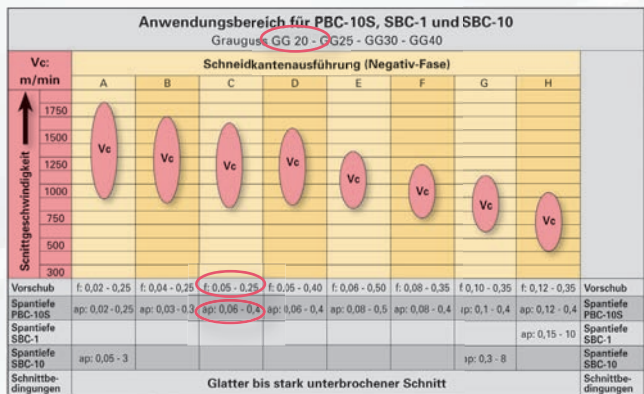 Anwendungsbereich für PBC-10S, SBC-1 und SBC-10
Grauguss GG 20 - GG25 - GG30 - GG40
Vc: m/min
Schneidkantenausführung (Negativ-Fase)
A B C D E F G H
Scnittgeschwindigkeit
1750
1500
1250
1000
750
500
300
Vc Vc Vc Vc Vc Vc Vc Vc
Vorschub f: 0,02 - 0,25 f: 0,04 - 0,25 f: 0,05 - 0,25 f: 0,05 - 0,40 f: 0,06 - 0,50 f: 0,08 - 0,35 f: 0,10 - 0,35 f: 0,12 - 0,35 Vorschub
Spantiefe PBC-10S ap: 0,02 - 0,25 ap: 0,03 - 0.3 ap: 0,06 - 0,4 ap: 0,06 - 0,4 ap: 0,08 - 0,5 ap: 0,08 - 0,4 ap: 0,1 - 0,4 ap: 0,12 - 0,4 Spantiefe PBC-10S
Spantiefe SBC-1 ap: 0,15 - 10 Spantiefe SBC-1
Spantiefe SBC-10 ap: 0,05 - 3 ap: 0,3 - 8 Spantiefe SBC-10
Schnittbe-
dingungen
Glatter bis stark unterbrochener Schnitt
Schnittbe-
dingungen